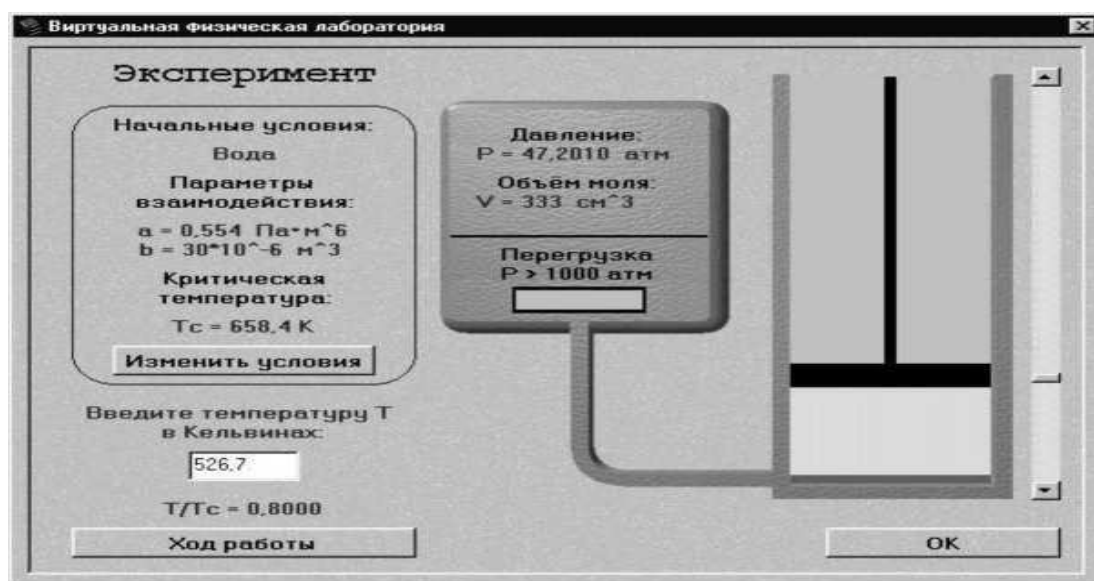 Виртуальная физическая лаборатория
Эксперимент
Начальные условия:
Вода
Параметры
взаимодействия:
a = 0,554 Па·м^6
b = 30*10^-6 м^3
Критическая
температура:
Tc = 658,4 K
Изменить условия
Введите температуру T
в Кельвинах:
526,7
T/Tc = 0,8000
Ход работы
Давление:
P = 47,2010 атм
Объём моля:
V = 333 см^3
Перегрузка
P > 1000 атм
OK